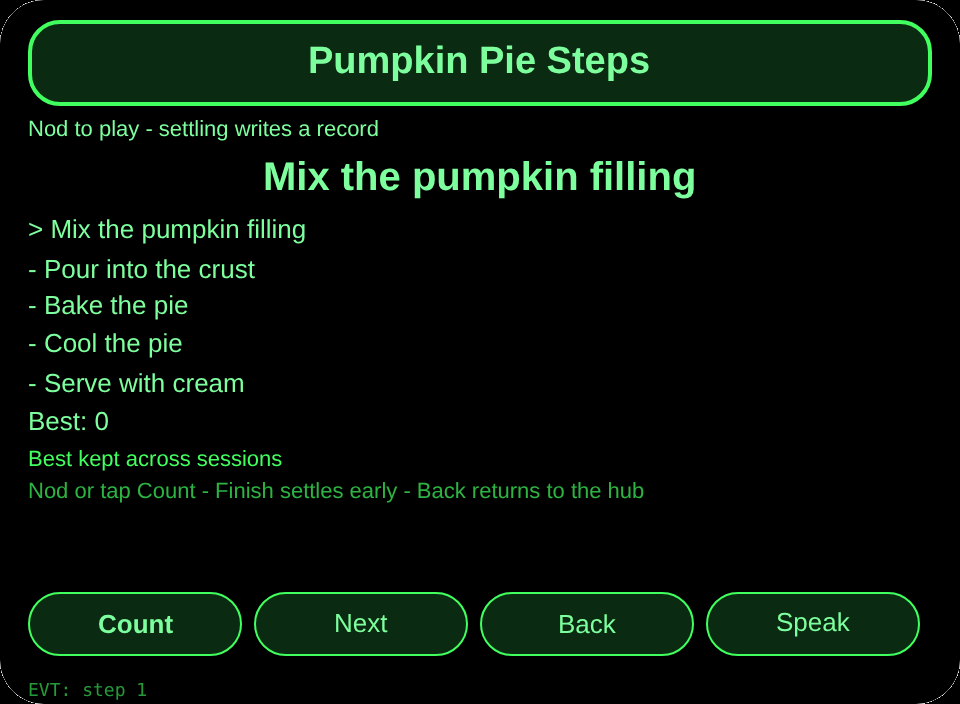 Pumpkin Pie Steps
Nod to play - settling writes a record
Mix the pumpkin filling
> Mix the pumpkin filling
- Pour into the crust
- Bake the pie
- Cool the pie
- Serve with cream
Best: 0
Best kept across sessions
Nod or tap Count - Finish settles early - Back returns to the hub
Count
Next
Back
Speak
EVT: step 1